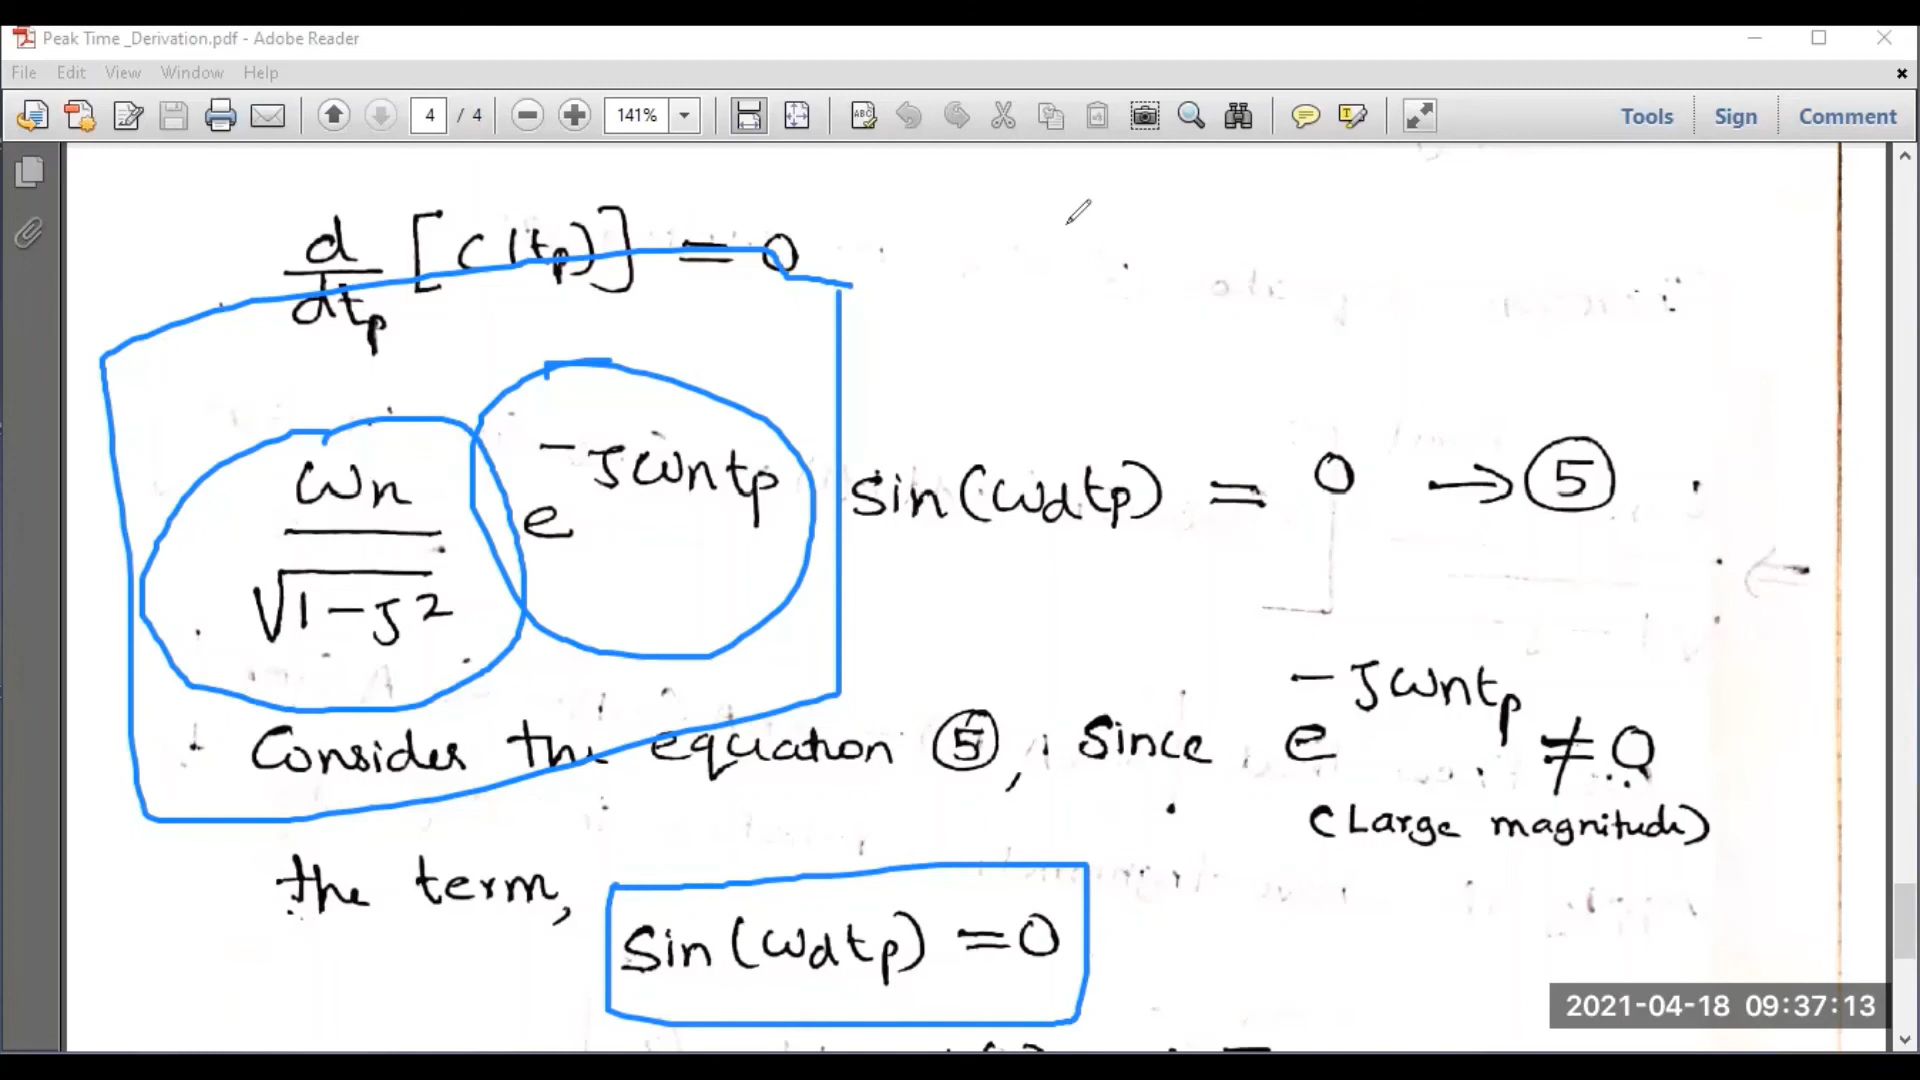 Peak Time _Derivation.pdf - Adobe Reader
File Edit View Window Help
4 / 4 141% Tools Sign Comment
d/dtp [c(tp)] = 0
ωn/√1-ζ² e^-ζωntp sin(ωdtp) = 0 → ⑤
Consider the equation ⑤, since e^-ζωntp ≠ 0
(Large magnitude)
the term,
sin(ωdtp) = 0
2021-04-18 09:37:13